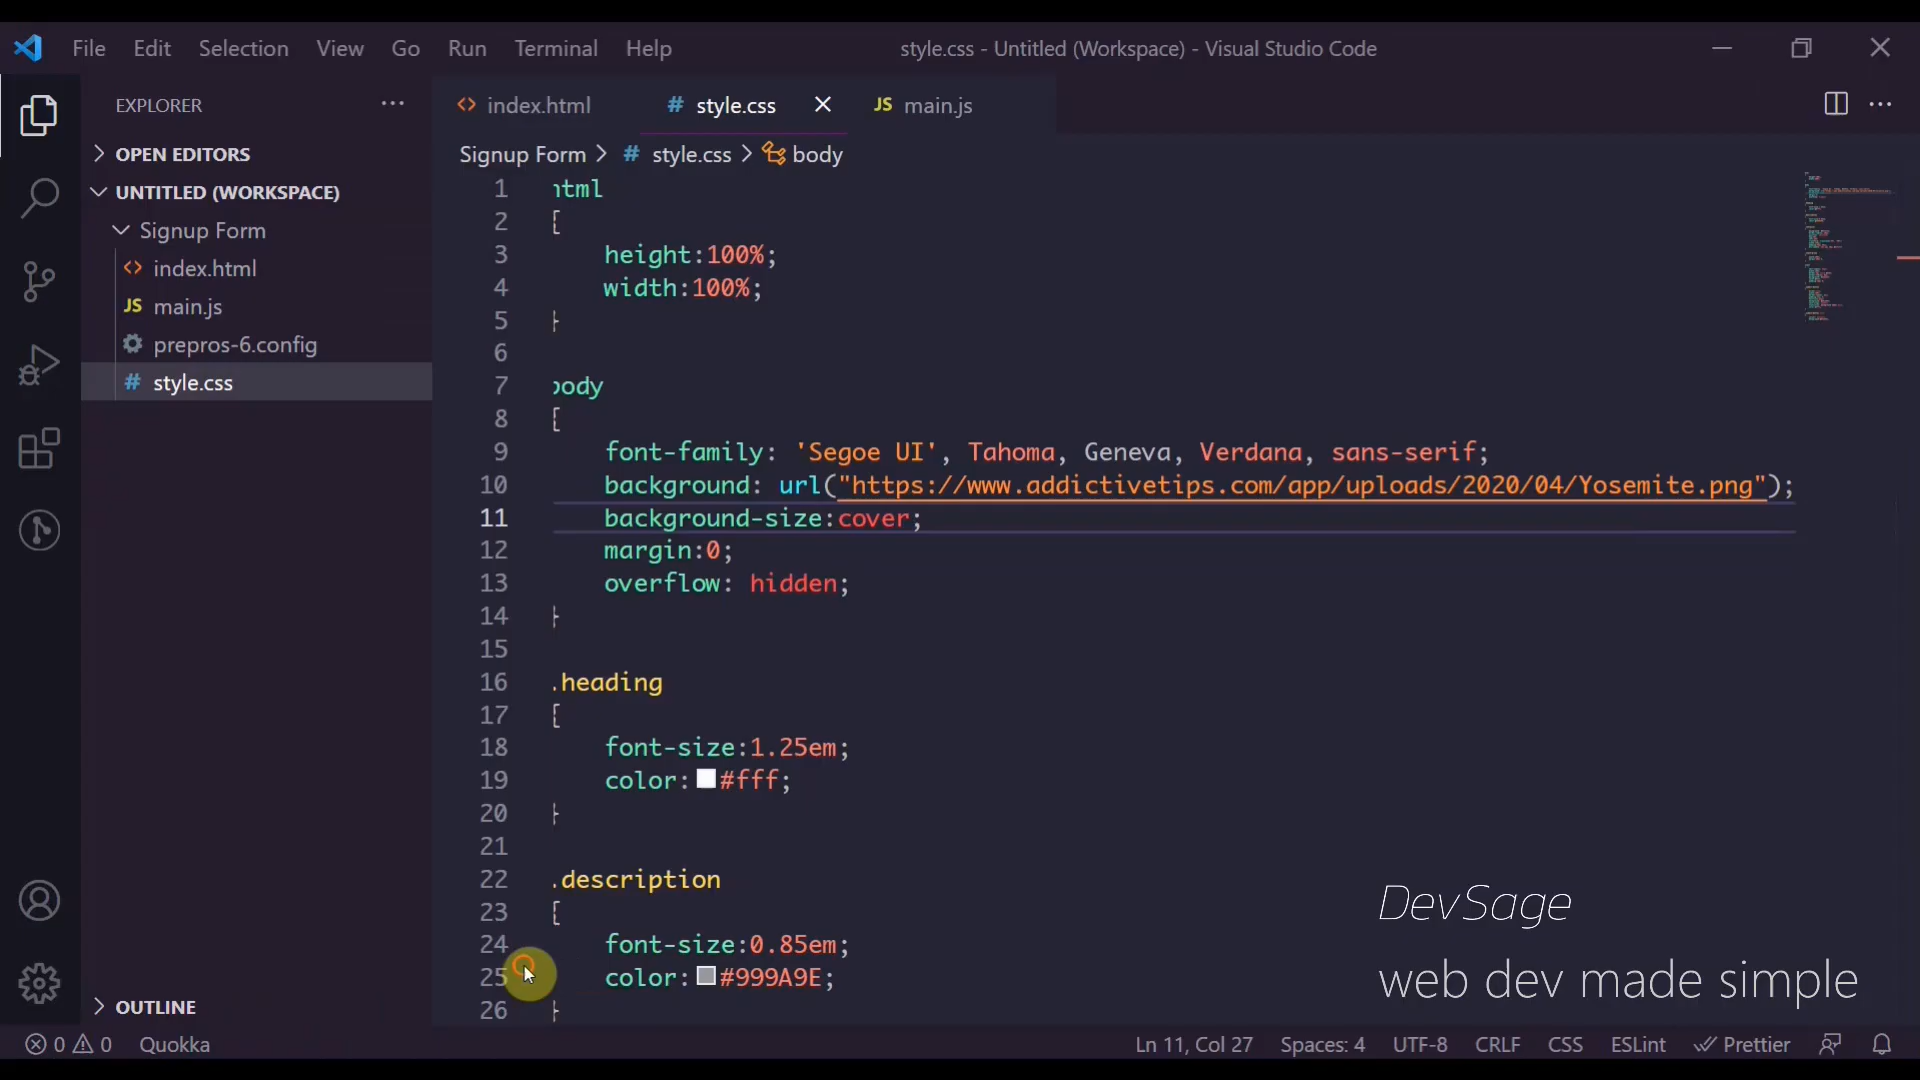 File Edit Selection View Go Run Terminal Help
style.css - Untitled (Workspace) - Visual Studio Code
EXPLORER
OPEN EDITORS
UNTITLED (WORKSPACE)
Signup Form
<> index.html
JS main.js
prepros-6.config
# style.css
OUTLINE
<> index.html
# style.css
JS main.js
Signup Form > # style.css > body
1 html
2 {
3 height:100%;
4 width:100%;
5 }
6
7 body
8 {
9 font-family: 'Segoe UI', Tahoma, Geneva, Verdana, sans-serif;
10 background: url("https://www.addictivetips.com/app/uploads/2020/04/Yosemite.png");
11 background-size:cover;
12 margin:0;
13 overflow: hidden;
14 }
15
16 .heading
17 {
18 font-size:1.25em;
19 color:#fff;
20 }
21
22 .description
23 {
24 font-size:0.85em;
25 color:#999A9E;
26 }
DevSage
web dev made simple
0 0 Quokka
Ln 11, Col 27 Spaces: 4 UTF-8 CRLF CSS ESLint Prettier